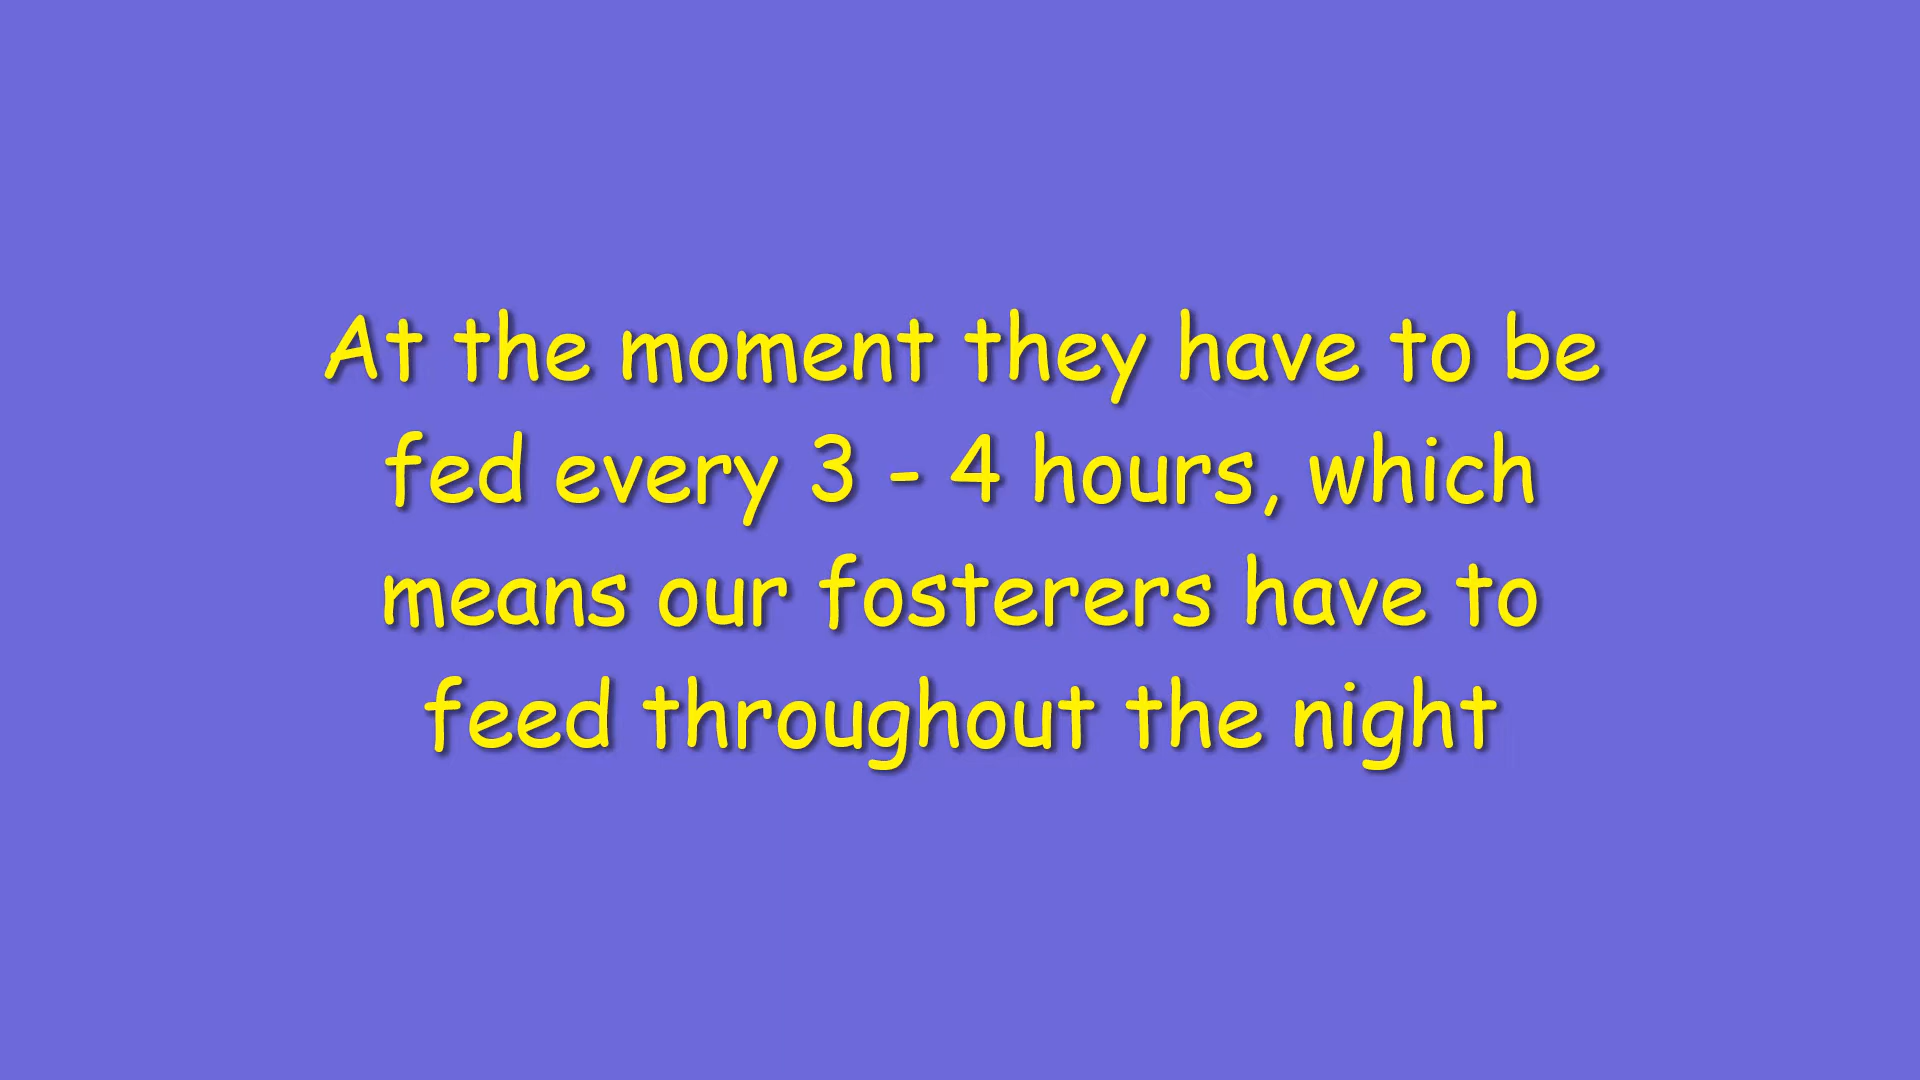 At the moment they have to be
fed every 3 - 4 hours, which
means our fosterers have to
feed throughout the night